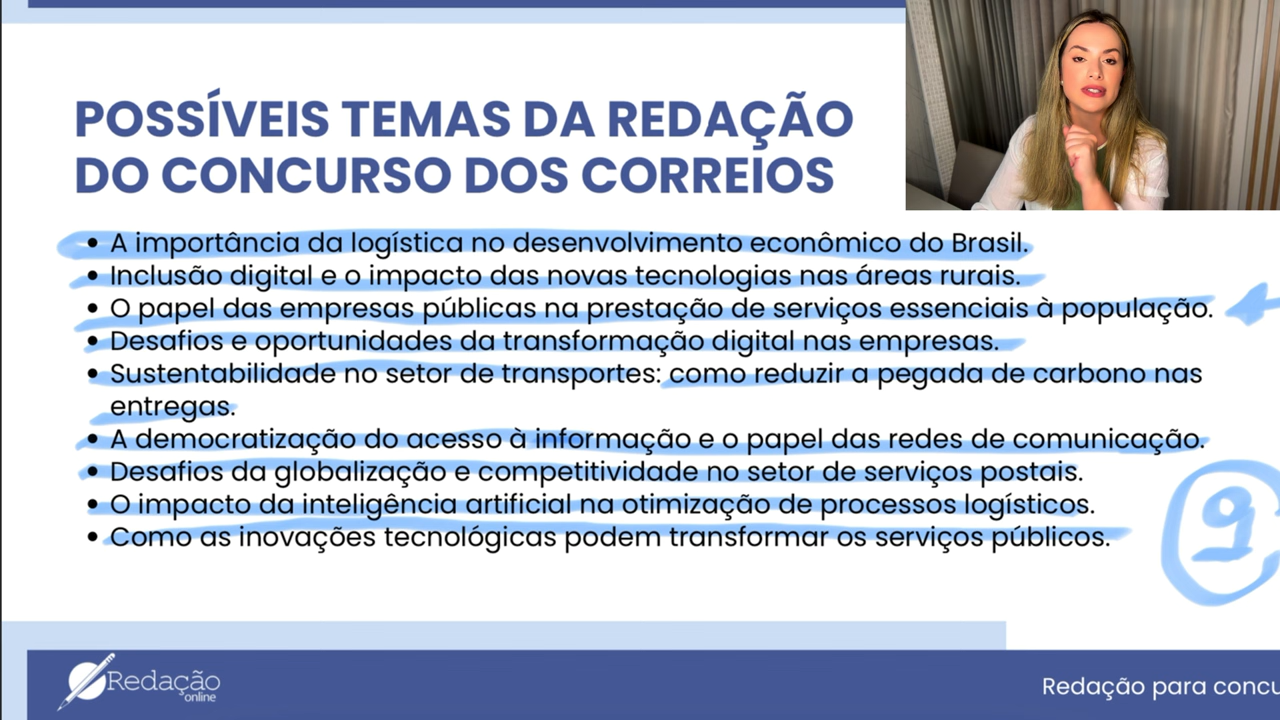 POSSÍVEIS TEMAS DA REDAÇÃO
DO CONCURSO DOS CORREIOS
• A importância da logística no desenvolvimento econômico do Brasil.
• Inclusão digital e o impacto das novas tecnologias nas áreas rurais.
• O papel das empresas públicas na prestação de serviços essenciais à população.
• Desafios e oportunidades da transformação digital nas empresas.
• Sustentabilidade no setor de transportes: como reduzir a pegada de carbono nas
entregas.
• A democratização do acesso à informação e o papel das redes de comunicação.
• Desafios da globalização e competitividade no setor de serviços postais.
• O impacto da inteligência artificial na otimização de processos logísticos.
• Como as inovações tecnológicas podem transformar os serviços públicos.
9
Redação
online
Redação para concu